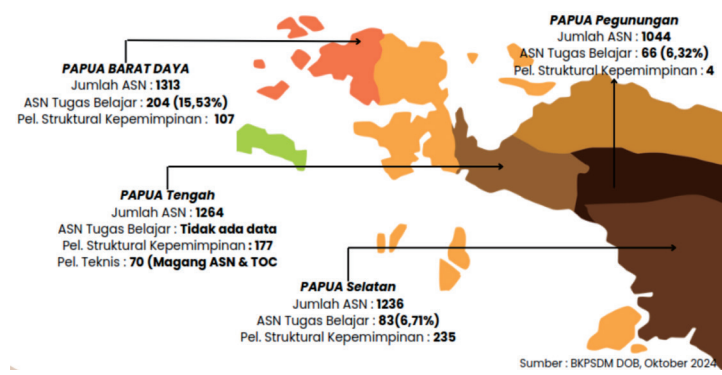 PAPUA Pegunungan
Jumlah ASN : 1044
ASN Tugas Belajar : 66 (6,32%)
Pel. Struktural Kepemimpinan : 4
PAPUA BARAT DAYA
Jumlah ASN : 1313
ASN Tugas Belajar : 204 (15,53%)
Pel. Struktural Kepemimpinan : 107
PAPUA Tengah
Jumlah ASN : 1264
ASN Tugas Belajar : Tidak ada data
Pel. Struktural Kepemimpinan : 177
Pel. Teknis : 70 (Magang ASN & TOC
PAPUA Selatan
Jumlah ASN : 1236
ASN Tugas Belajar : 83(6,71%)
Pel. Struktural Kepemimpinan : 235
Sumber : BKPSDM DOB, Oktober 2024